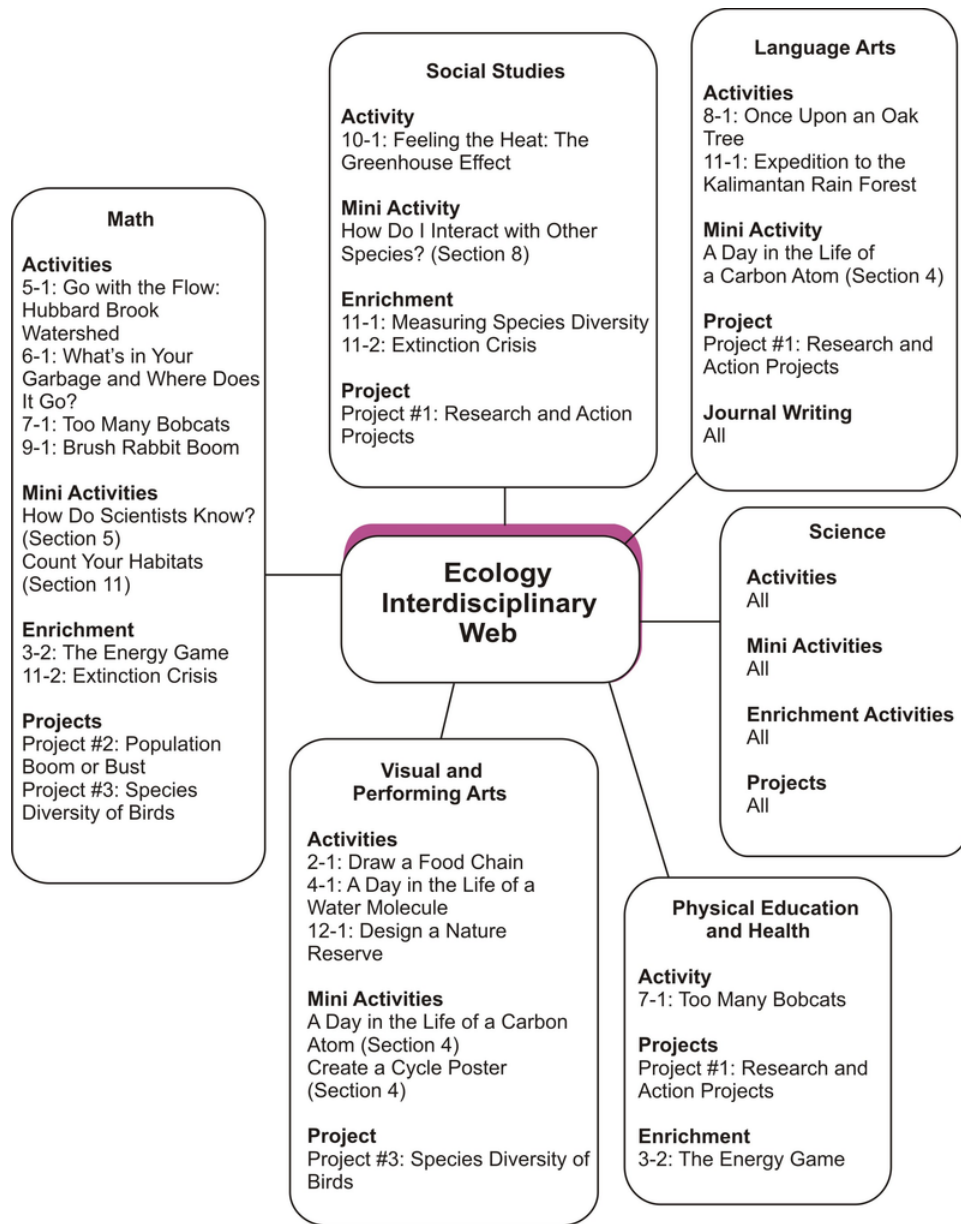 Social Studies
Activity
10-1: Feeling the Heat: The
Greenhouse Effect
Mini Activity
How Do I Interact with Other
Species? (Section 8)
Enrichment
11-1: Measuring Species Diversity
11-2: Extinction Crisis
Project
Project #1: Research and Action
Projects
Language Arts
Activities
8-1: Once Upon an Oak
Tree
11-1: Expedition to the
Kalimantan Rain Forest
Mini Activity
A Day in the Life of
a Carbon Atom (Section 4)
Project
Project #1: Research and
Action Projects
Journal Writing
All
Math
Activities
5-1: Go with the Flow:
Hubbard Brook
Watershed
6-1: What's in Your
Garbage and Where Does
It Go?
7-1: Too Many Bobcats
9-1: Brush Rabbit Boom
Mini Activities
How Do Scientists Know?
(Section 5)
Count Your Habitats
(Section 11)
Enrichment
3-2: The Energy Game
11-2: Extinction Crisis
Projects
Project #2: Population
Boom or Bust
Project #3: Species
Diversity of Birds
Ecology
Interdisciplinary
Web
Science
Activities
All
Mini Activities
All
Enrichment Activities
All
Projects
All
Visual and
Performing Arts
Activities
2-1: Draw a Food Chain
4-1: A Day in the Life of a
Water Molecule
12-1: Design a Nature
Reserve
Mini Activities
A Day in the Life of a Carbon
Atom (Section 4)
Create a Cycle Poster
(Section 4)
Project
Project #3: Species Diversity of
Birds
Physical Education
and Health
Activity
7-1: Too Many Bobcats
Projects
Project #1: Research and
Action Projects
Enrichment
3-2: The Energy Game